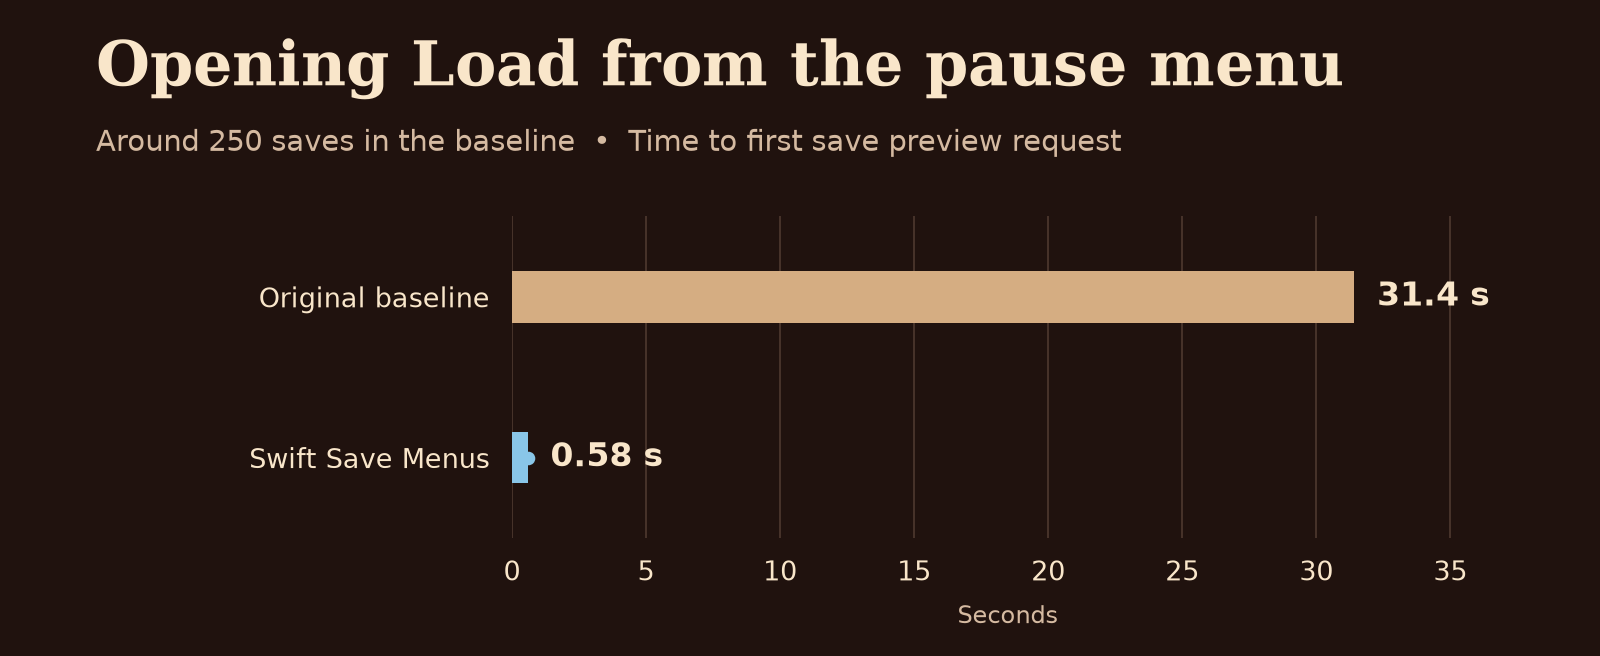 Opening Load from the pause menu
Around 250 saves in the baseline • Time to first save preview request
Original baseline 31.4 s
Swift Save Menus 0.58 s
0 5 10 15 20 25 30 35
Seconds